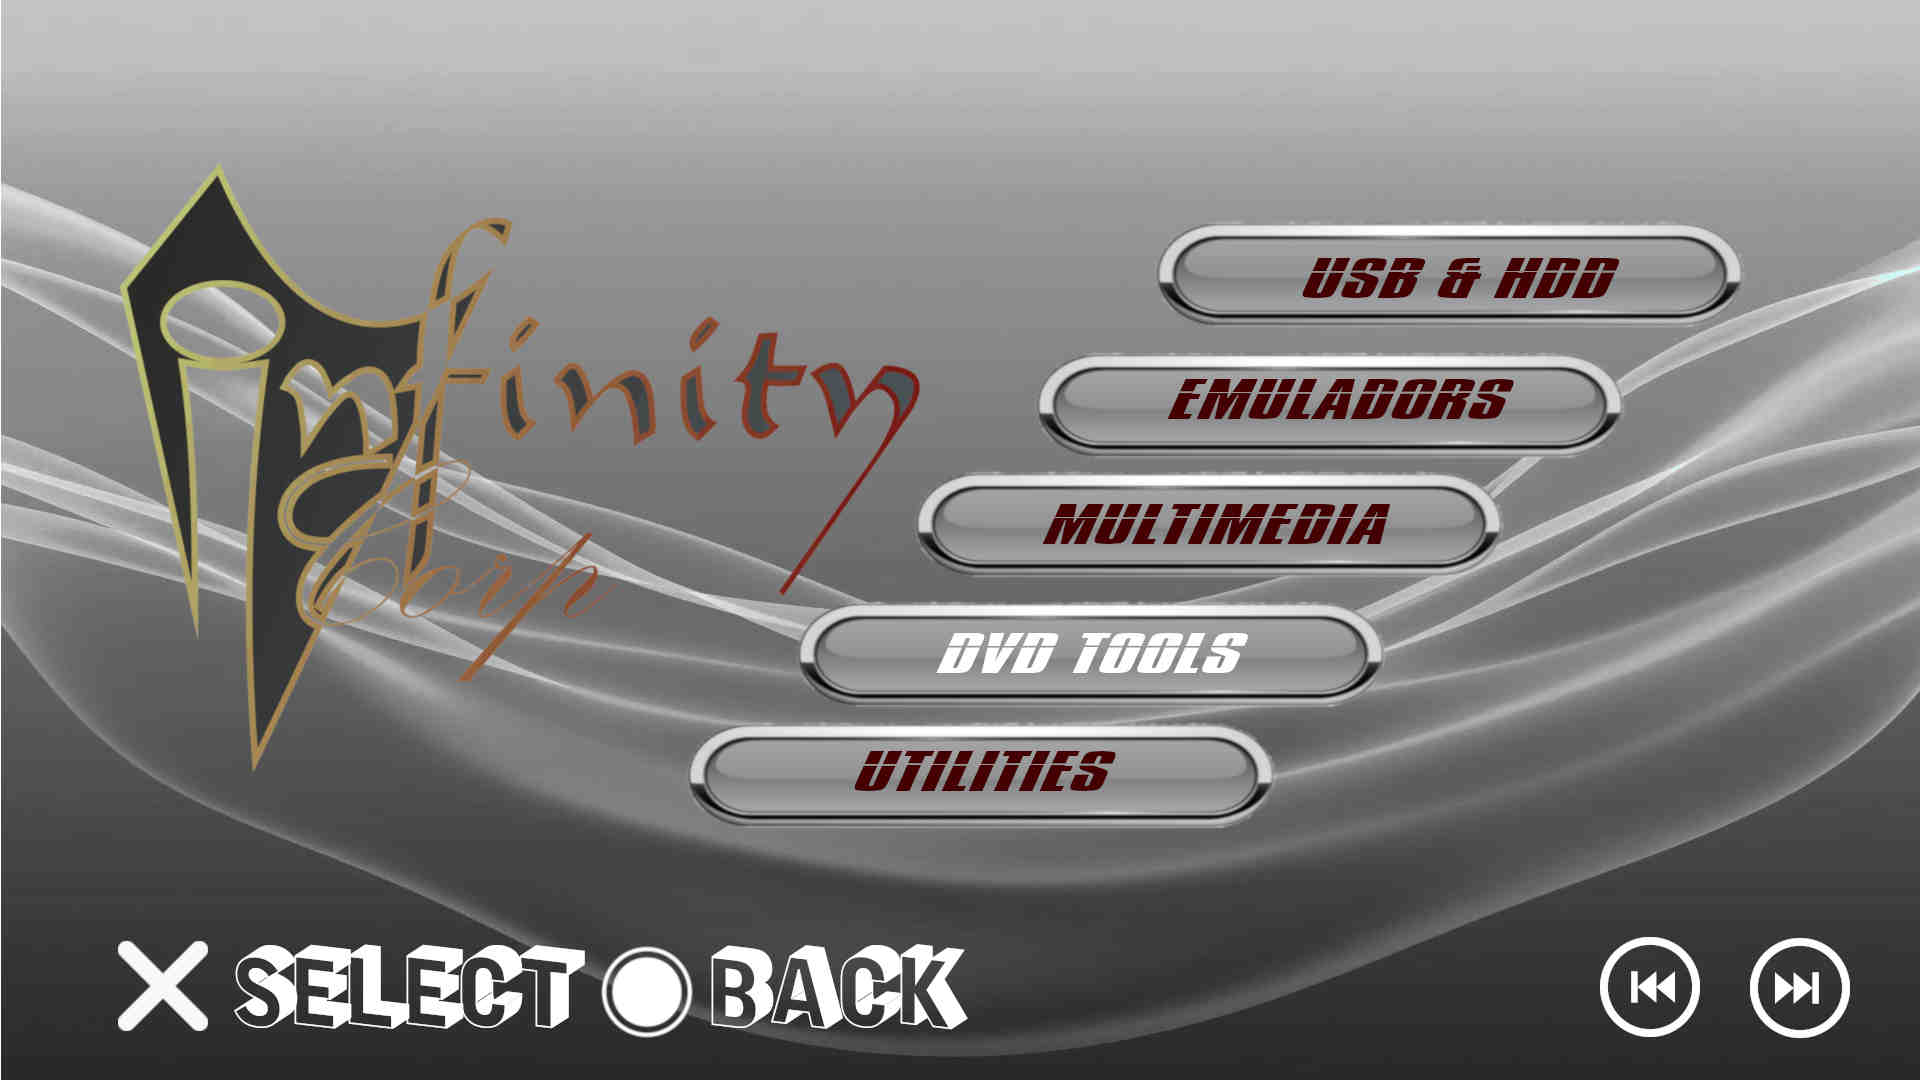 infinity
Corp
USB & HDD
EMULADORS
MULTIMEDIA
DVD TOOLS
UTILITIES
SELECT BACK